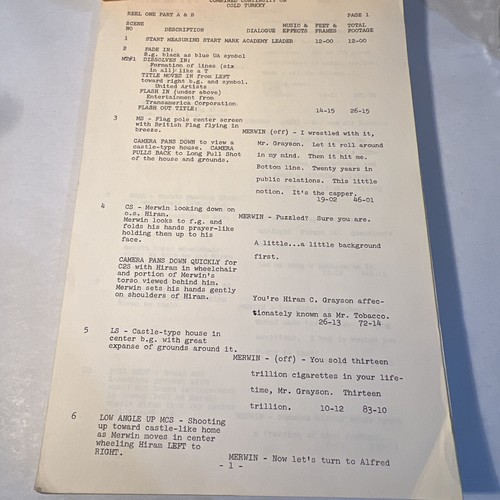 COMBINED CONTINUITY ON
COLD TURKEY
REEL ONE PART A & B PAGE 1
SCENE MUSIC & FEET & TOTAL
NO DESCRIPTION DIALOGUE EFFECTS FRAMES FOOTAGE
1 START MEASURING START MARK ACADEMY LEADER 12-00 12-00
2 FADE IN:
B.g. black as blue UA symbol
MT#1 DISSOLVES IN:
Formation of lines (six
in all) like a T
TITLE MOVES IN from LEFT
toward right b.g. and symbol.
United Artists
FLASH IN (under above)
Entertainment from
Transamerica Corporation
FLASH OUT TITLE: 14-15 26-15
3 MS - Flag pole center screen
with British Flag flying in
breeze. MERWIN (off) - I wrestled with it,
CAMERA PANS DOWN to view a Mr. Grayson. Let it roll around
castle-type house. CAMERA
PULLS BACK to Long Pull Shot in my mind. Then it hit me.
of the house and grounds. Bottom line. Twenty years in
public relations. This little
notion. It's the capper.
19-02 46-01
4 CS - Merwin looking down on
o.s. Hiram. MERWIN - Puzzled? Sure you are.
Merwin looks to f.g. and
folds his hands prayer-like
holding them up to his A little...a little background
face.
first.
CAMERA PANS DOWN QUICKLY for
C2S with Hiram in wheelchair
and portion of Merwin's
torso viewed behind him.
Merwin sets his hands gently
on shoulders of Hiram. You're Hiram C. Grayson affec-
tionately known as Mr. Tobacco.
26-13 72-14
5 LS - Castle-type house in
center b.g. with great
expanse of grounds around it.
MERWIN - (off) - You sold thirteen
trillion cigarettes in your life-
time, Mr. Grayson. Thirteen
trillion. 10-12 83-10
6 LOW ANGLE UP MCS - Shooting
up toward castle-like home
as Merwin moves in center
wheeling Hiram LEFT to
RIGHT.
MERWIN - Now let's turn to Alfred
- 1 -